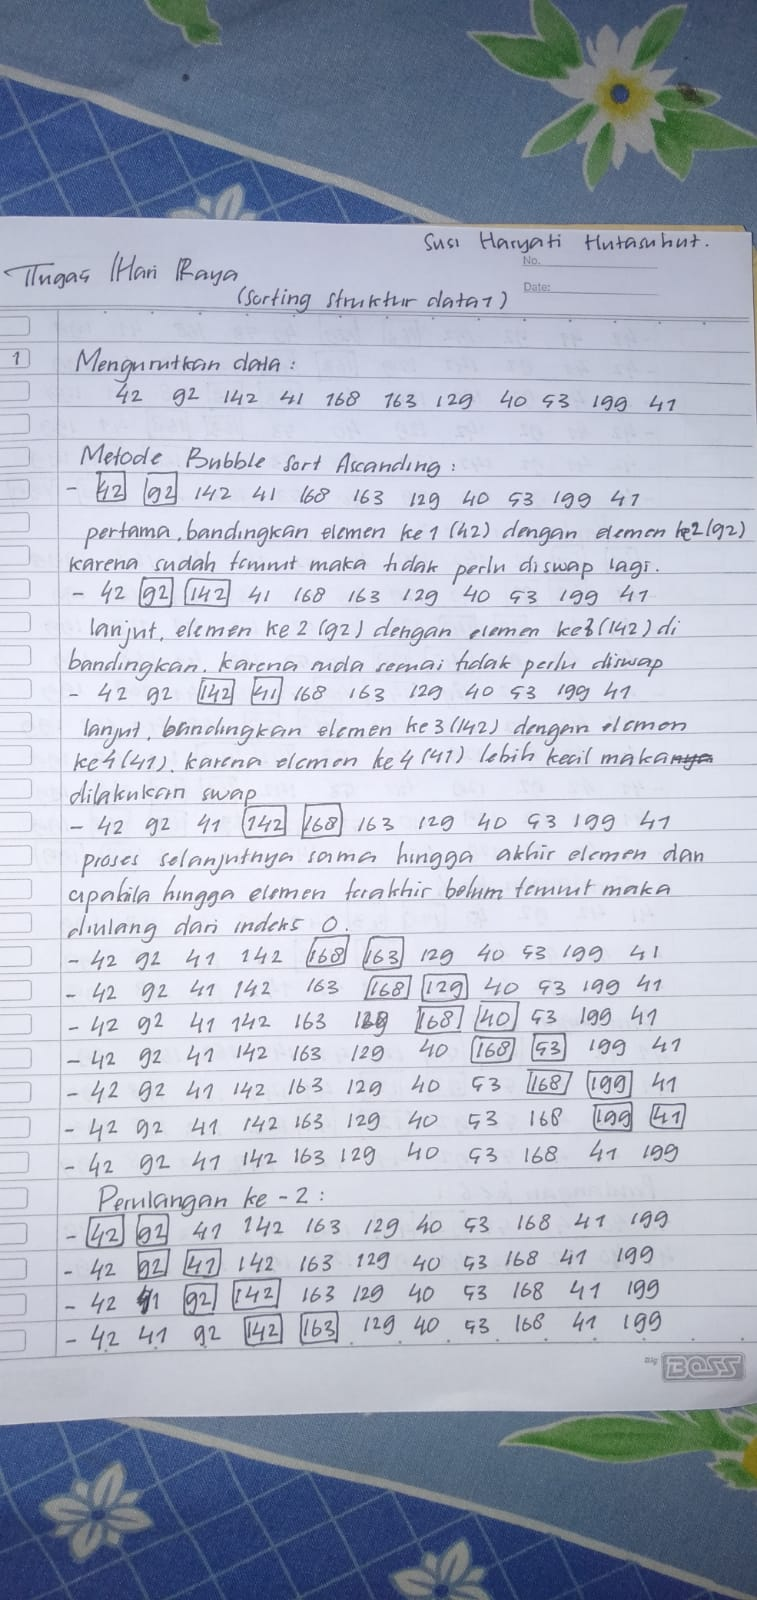 Susi Haryati Hutasuhut.
No.
Tugas Hari Raya
Date:
(Sorting struktur data 1)
1 Mengurutkan data :
42 92 142 41 168 163 129 40 53 199 41
Metode Bubble Sort Ascanding :
- 42 92 142 41 168 163 129 40 53 199 41
pertama, bandingkan elemen ke 1 (42) dengan elemen ke2 (92)
karena sudah terurut maka tidak perlu diswap lagi.
- 42 92 142 41 168 163 129 40 53 199 41
lanjut, elemen ke 2 (92) dengan elemen ke3 (142) di
bandingkan. karena suda sesuai tidak perlu diswap
- 42 92 142 41 168 163 129 40 53 199 41
lanjut, bandingkan elemen ke 3 (142) dengan elemen
ke 4 (41). karena elemen ke 4 (41) lebih kecil makanya
dilakukan swap
- 42 92 41 142 168 163 129 40 53 199 41
proses selanjutnya sama hingga akhir elemen dan
apabila hingga elemen terakhir belum terurut maka
diulang dari indeks 0.
- 42 92 41 142 168 163 129 40 53 199 41
- 42 92 41 142 163 168 129 40 53 199 41
- 42 92 41 142 163 129 168 40 53 199 41
- 42 92 41 142 163 129 40 168 53 199 41
- 42 92 41 142 163 129 40 53 168 199 41
- 42 92 41 142 163 129 40 53 168 199 41
- 42 92 41 142 163 129 40 53 168 41 199
Perulangan ke - 2 :
- 42 92 41 142 163 129 40 53 168 41 199
- 42 92 41 142 163 129 40 53 168 41 199
- 42 41 92 142 163 129 40 53 168 41 199
- 42 41 92 142 163 129 40 53 168 41 199
Big BOSS